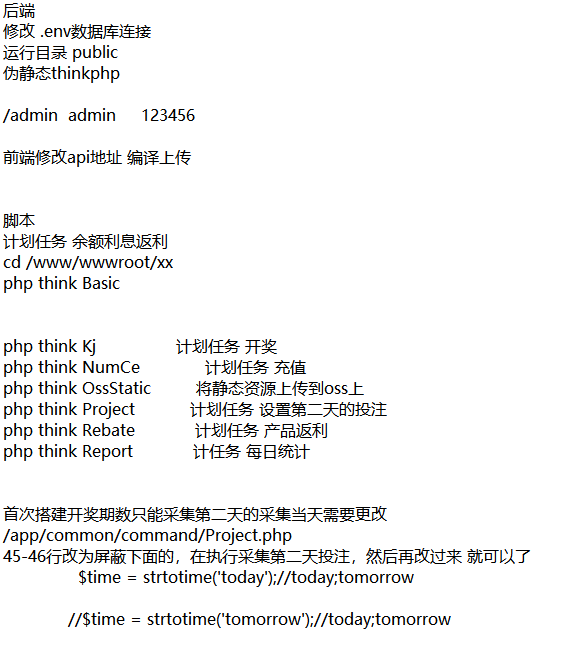 后端
修改 .env数据库连接
运行目录 public
伪静态thinkphp
/admin admin 123456
前端修改api地址 编译上传
脚本
计划任务 余额利息返利
cd /www/wwwroot/xx
php think Basic
php think Kj 计划任务 开奖
php think NumCe 计划任务 充值
php think OssStatic 将静态资源上传到oss上
php think Project 计划任务 设置第二天的投注
php think Rebate 计划任务 产品返利
php think Report 计任务 每日统计
首次搭建开奖期数只能采集第二天的采集当天需要更改
/app/common/command/Project.php
45-46行改为屏蔽下面的，在执行采集第二天投注，然后再改过来 就可以了
$time = strtotime('today');//today;tomorrow
//$time = strtotime('tomorrow');//today;tomorrow